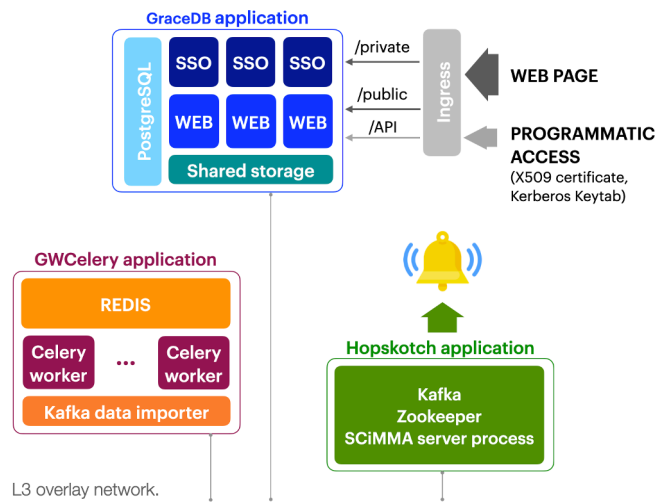 GraceDB application
PostgreSQL
SSO SSO SSO
WEB WEB WEB
Shared storage
/private
/public
/API
Ingress
WEB PAGE
PROGRAMMATIC
ACCESS
(X509 certificate,
Kerberos Keytab)
GWCelery application
REDIS
Celery
worker
...
Celery
worker
Kafka data importer
Hopskotch application
Kafka
Zookeeper
SCiMMA server process
L3 overlay network.